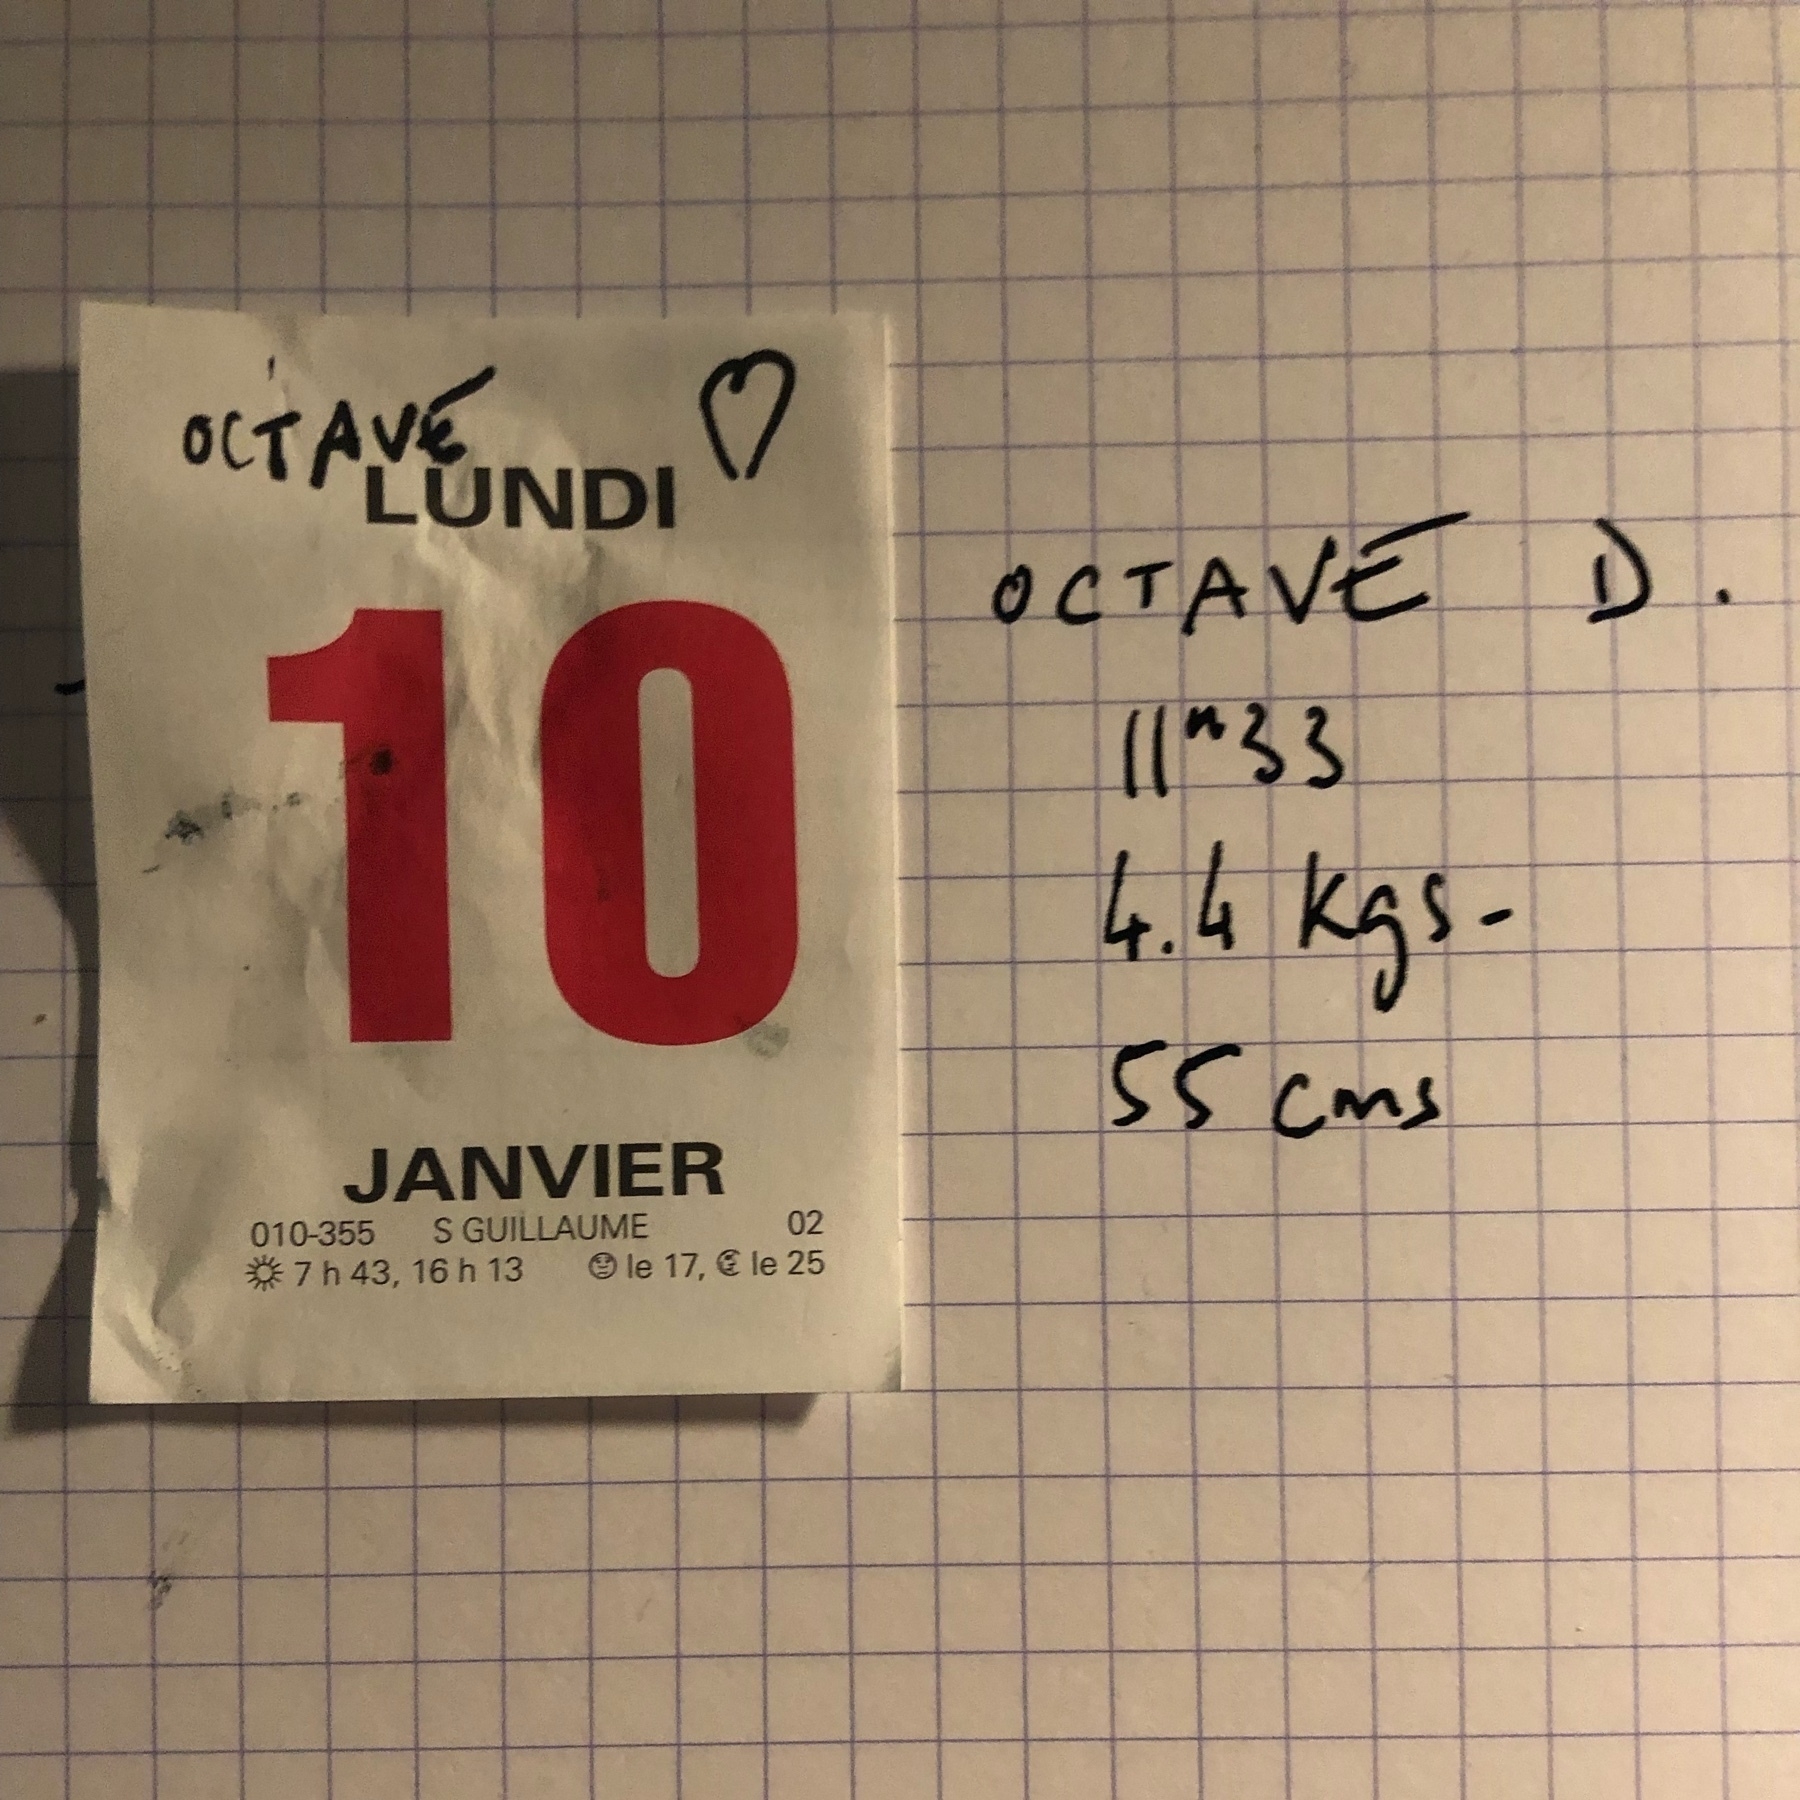 OCTAVE
LUNDI
10
JANVIER
010-355 S GUILLAUME 02
7 h 43, 16 h 13 le 17, le 25
OCTAVE D.
11h33
4.4 Kgs-
55 cms